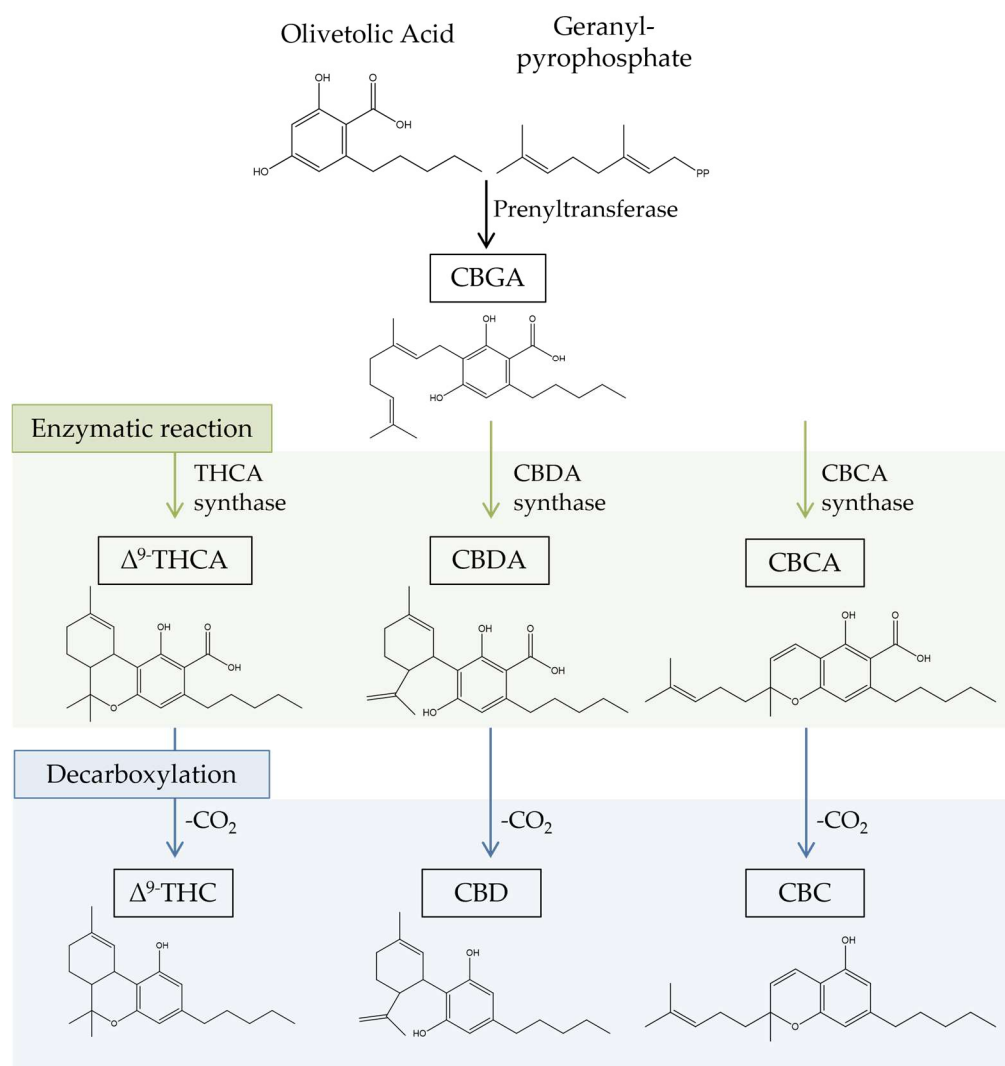 Olivetolic Acid
Geranyl-
pyrophosphate
OH
O
OH
HO
PP
Prenyltransferase
CBGA
OH
O
OH
HO
Enzymatic reaction
THCA
synthase
CBDA
synthase
CBCA
synthase
Δ⁹-THCA
CBDA
CBCA
OH
O
OH
O
OH
O
OH
HO
OH
O
OH
O
Decarboxylation
-CO₂
-CO₂
-CO₂
Δ⁹-THC
CBD
CBC
OH
O
OH
HO
OH
O